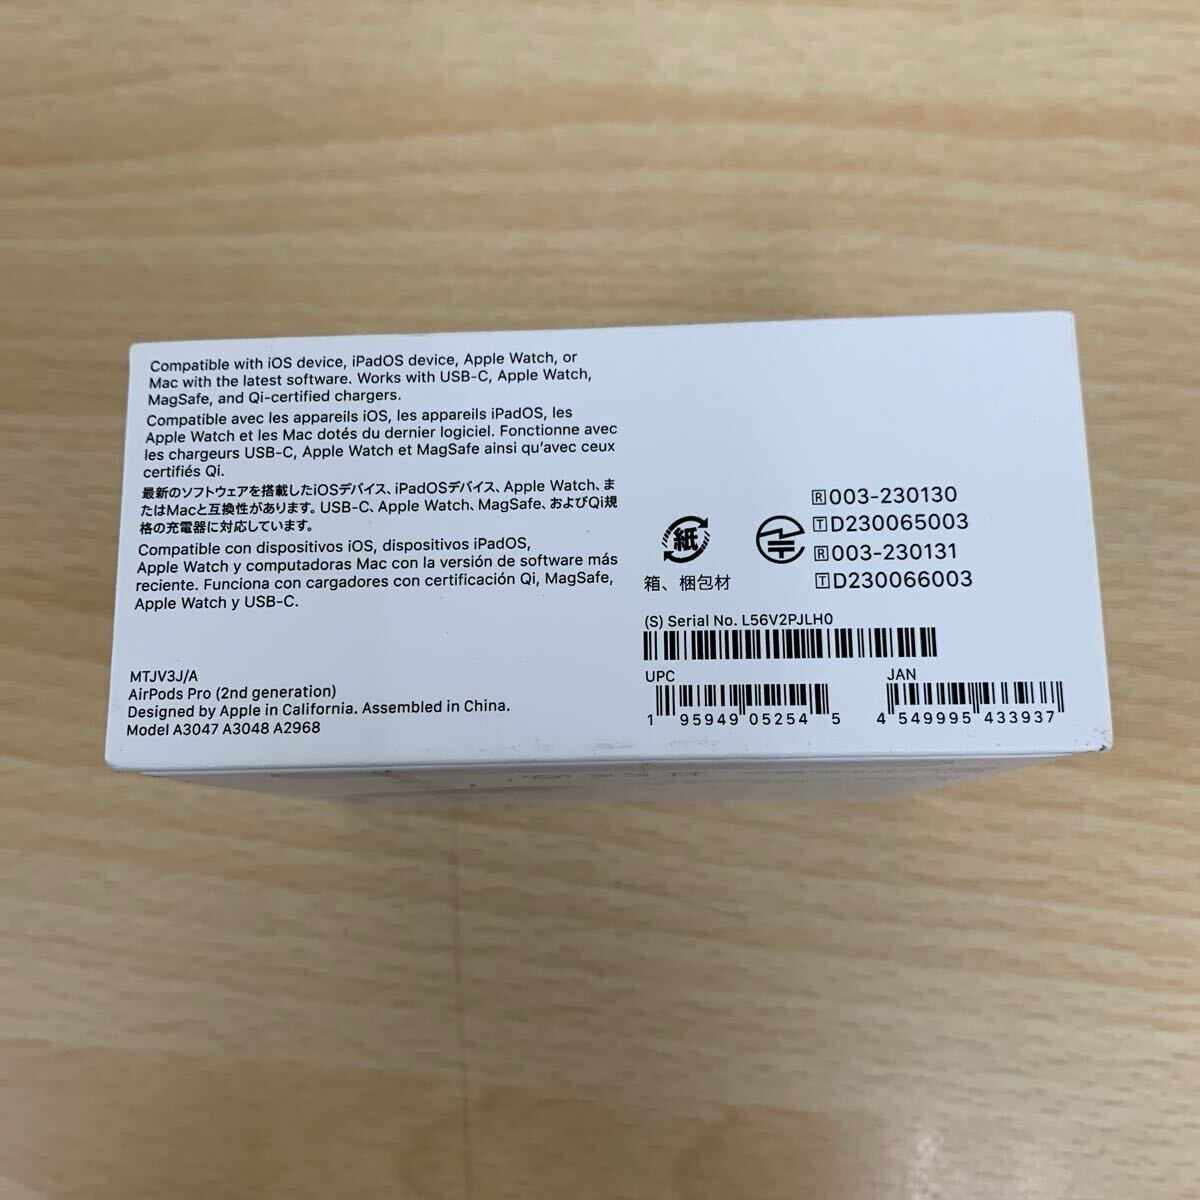 Compatible with iOS device, iPadOS device, Apple Watch, or
Mac with the latest software. Works with USB-C, Apple Watch,
MagSafe, and Qi-certified chargers.
Compatible avec les appareils iOS, les appareils iPadOS, les
Apple Watch et les Mac dotés du dernier logiciel. Fonctionne avec
les chargeurs USB-C, Apple Watch et MagSafe ainsi qu'avec ceux
certifiés Qi.
最新のソフトウェアを搭載したiOSデバイス、iPadOSデバイス、Apple Watch、ま
たはMacと互換性があります。USB-C、Apple Watch、MagSafe、およびQi規
格の充電器に対応しています。
Compatible con dispositivos iOS, dispositivos iPadOS,
Apple Watch y computadoras Mac con la versión de software más
reciente. Funciona con cargadores con certificación Qi, MagSafe,
Apple Watch y USB-C.
MTJV3J/A
AirPods Pro (2nd generation)
Designed by Apple in California. Assembled in China.
Model A3047 A3048 A2968
紙
箱、梱包材
R 003-230130
T D230065003
R 003-230131
T D230066003
(S) Serial No. L56V2PJLH0
UPC
1 95949 05254 5
JAN
4 549995 433937